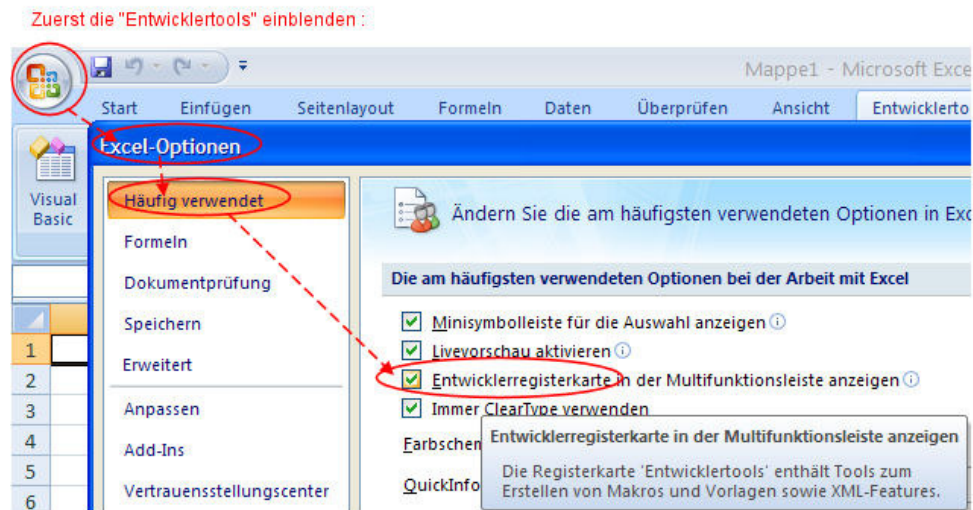 Zuerst die "Entwicklertools" einblenden :
Mappe1 - Microsoft Exce
Start Einfügen Seitenlayout Formeln Daten Überprüfen Ansicht Entwicklerto
Excel-Optionen
Visual
Basic
Häufig verwendet
Formeln
Dokumentprüfung
Speichern
Erweitert
Anpassen
Add-Ins
Vertrauensstellungscenter
Ändern Sie die am häufigsten verwendeten Optionen in Exc
Die am häufigsten verwendeten Optionen bei der Arbeit mit Excel
Minisymbolleiste für die Auswahl anzeigen
Livevorschau aktivieren
Entwicklerregisterkarte in der Multifunktionsleiste anzeigen
Immer ClearType verwenden
Farbschem
QuickInfo
Entwicklerregisterkarte in der Multifunktionsleiste anzeigen
Die Registerkarte 'Entwicklertools' enthält Tools zum
Erstellen von Makros und Vorlagen sowie XML-Features.
1
2
3
4
5
6